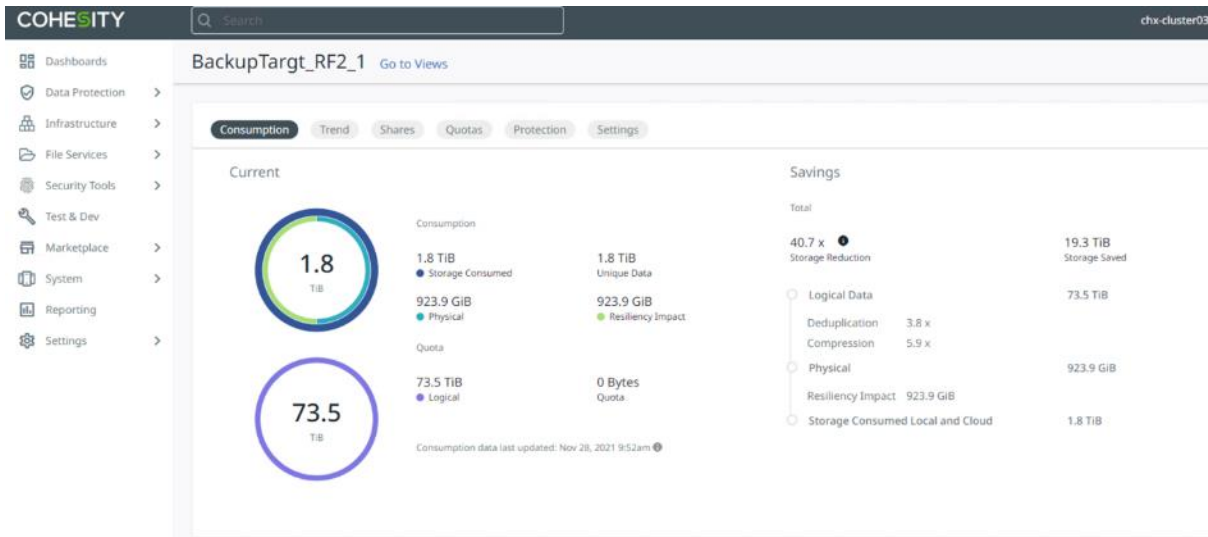 COHESITY
Search
chx-cluster03
Dashboards
Data Protection
Infrastructure
File Services
Security Tools
Test & Dev
Marketplace
System
Reporting
Settings
BackupTargt_RF2_1 Go to Views
Consumption Trend Shares Quotas Protection Settings
Current
1.8
TiB
Consumption
1.8 TiB 1.8 TiB
Storage Consumed Unique Data
923.9 GiB 923.9 GiB
Physical Resiliency Impact
Quota
73.5
TiB
73.5 TiB 0 Bytes
Logical Quota
Consumption data last updated: Nov 28, 2021 9:52am
Savings
Total
40.7 x 19.3 TiB
Storage Reduction Storage Saved
Logical Data 73.5 TiB
Deduplication 3.8 x
Compression 5.9 x
Physical 923.9 GiB
Resiliency Impact 923.9 GiB
Storage Consumed Local and Cloud 1.8 TiB